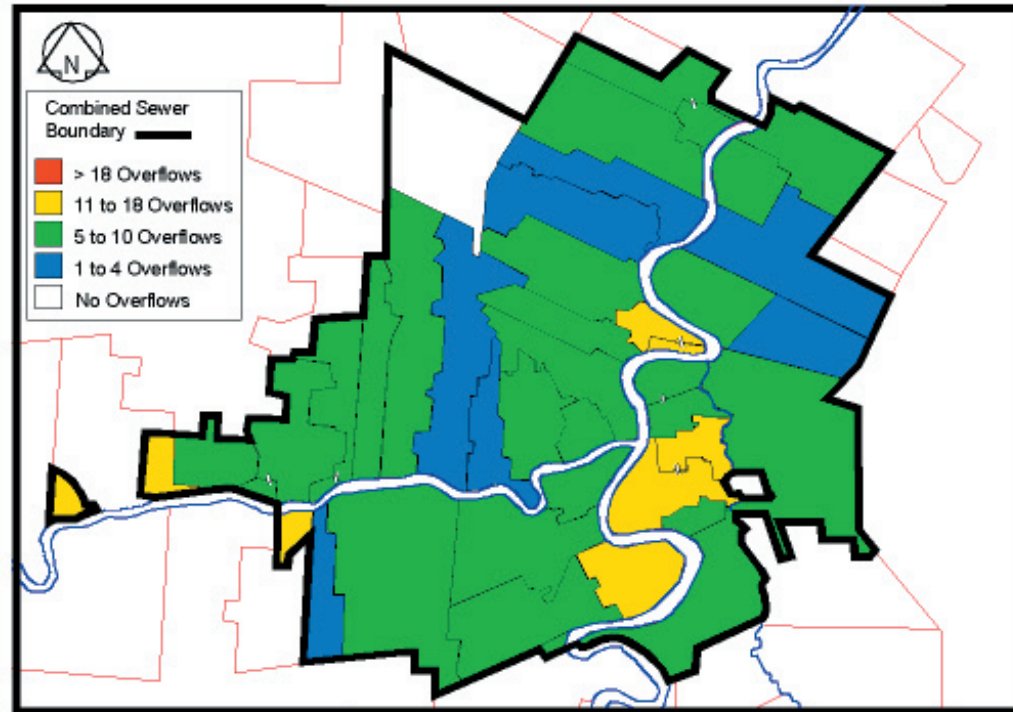 N
Combined Sewer
Boundary
> 18 Overflows
11 to 18 Overflows
5 to 10 Overflows
1 to 4 Overflows
No Overflows